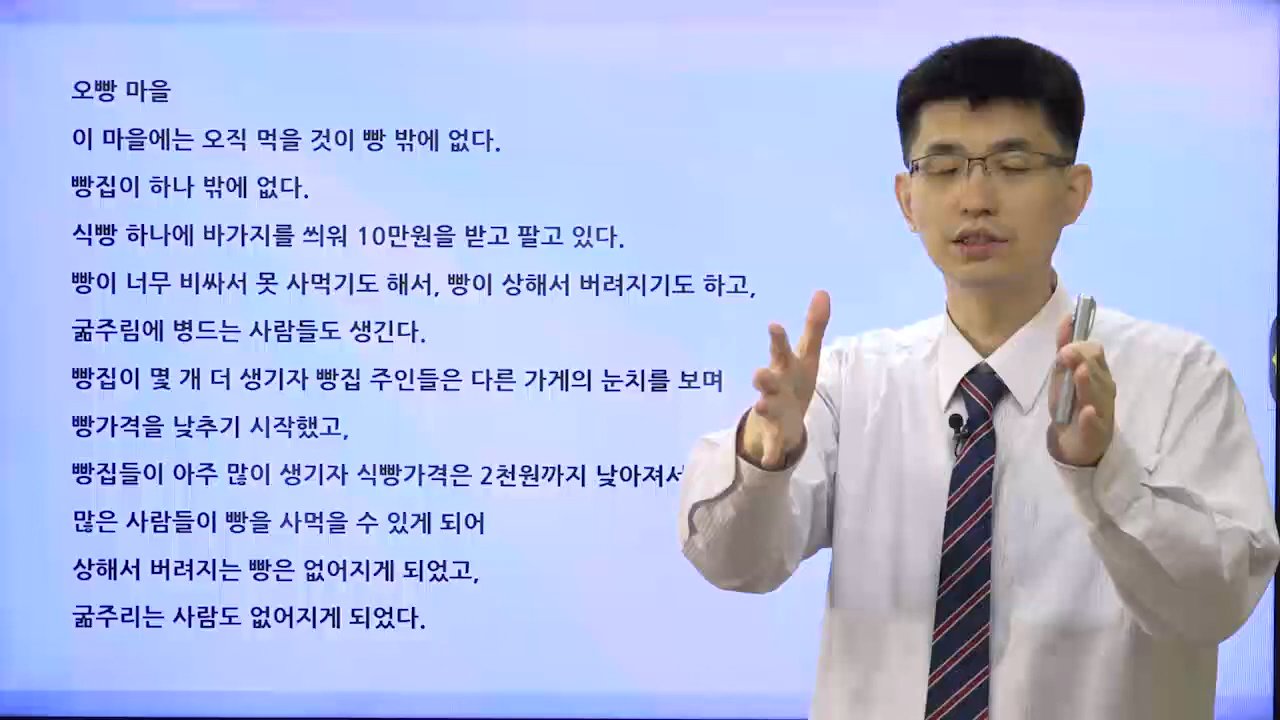 오빵 마을
이 마을에는 오직 먹을 것이 빵 밖에 없다.
빵집이 하나 밖에 없다.
식빵 하나에 바가지를 씌워 10만원을 받고 팔고 있다.
빵이 너무 비싸서 못 사먹기도 해서, 빵이 상해서 버려지기도 하고,
굶주림에 병드는 사람들도 생긴다.
빵집이 몇 개 더 생기자 빵집 주인들은 다른 가게의 눈치를 보며
빵가격을 낮추기 시작했고,
빵집들이 아주 많이 생기자 식빵가격은 2천원까지 낮아져서
많은 사람들이 빵을 사먹을 수 있게 되어
상해서 버려지는 빵은 없어지게 되었고,
굶주리는 사람도 없어지게 되었다.